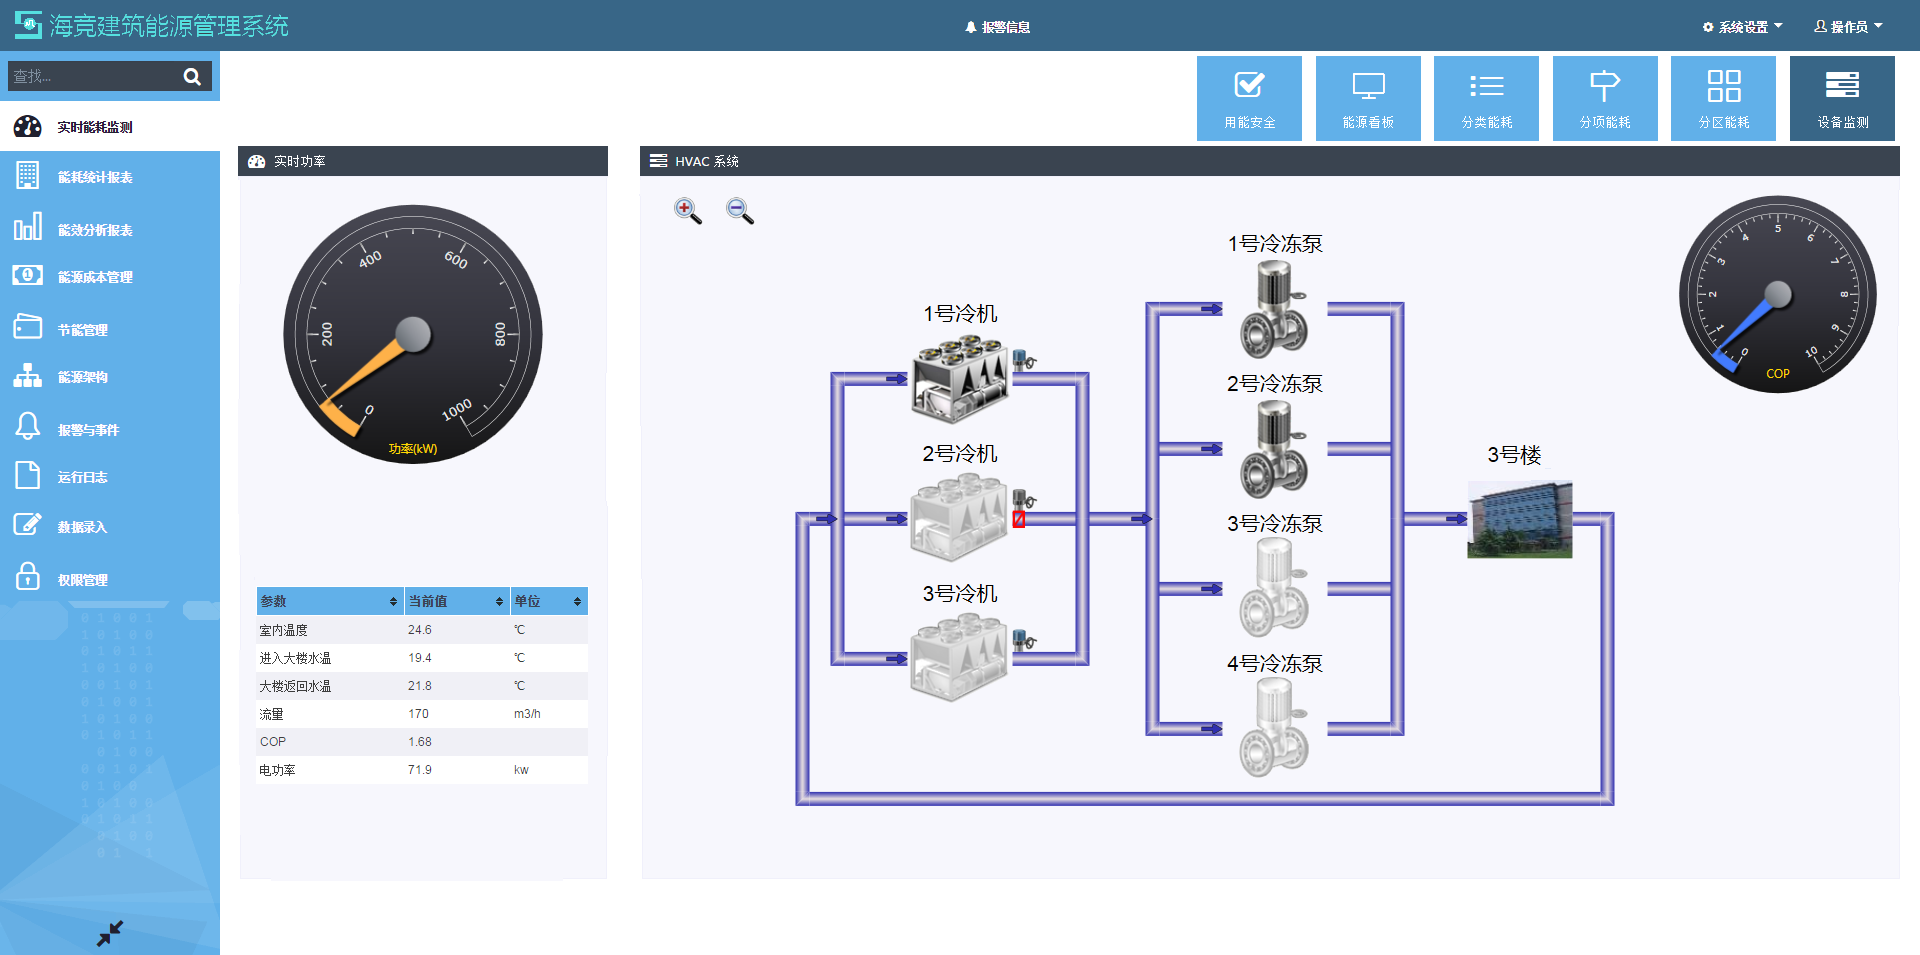 海竞建筑能源管理系统
报警信息
系统设置
操作员
查找...
实时能耗监测
能耗统计报表
能效分析报表
能源成本管理
节能管理
能源架构
报警与事件
运行日志
数据录入
权限管理
用能安全
能源看板
分类能耗
分项能耗
分区能耗
设备监测
实时功率
0
200
400
600
800
1000
功率(kW)
参数 当前值 单位
室内温度 24.6 ℃
进入大楼水温 19.4 ℃
大楼返回水温 21.8 ℃
流量 170 m3/h
COP 1.68
电功率 71.9 kw
HVAC 系统
1号冷机
2号冷机
3号冷机
1号冷冻泵
2号冷冻泵
3号冷冻泵
4号冷冻泵
3号楼
0
1
2
3
4
5
6
7
8
9
10
COP